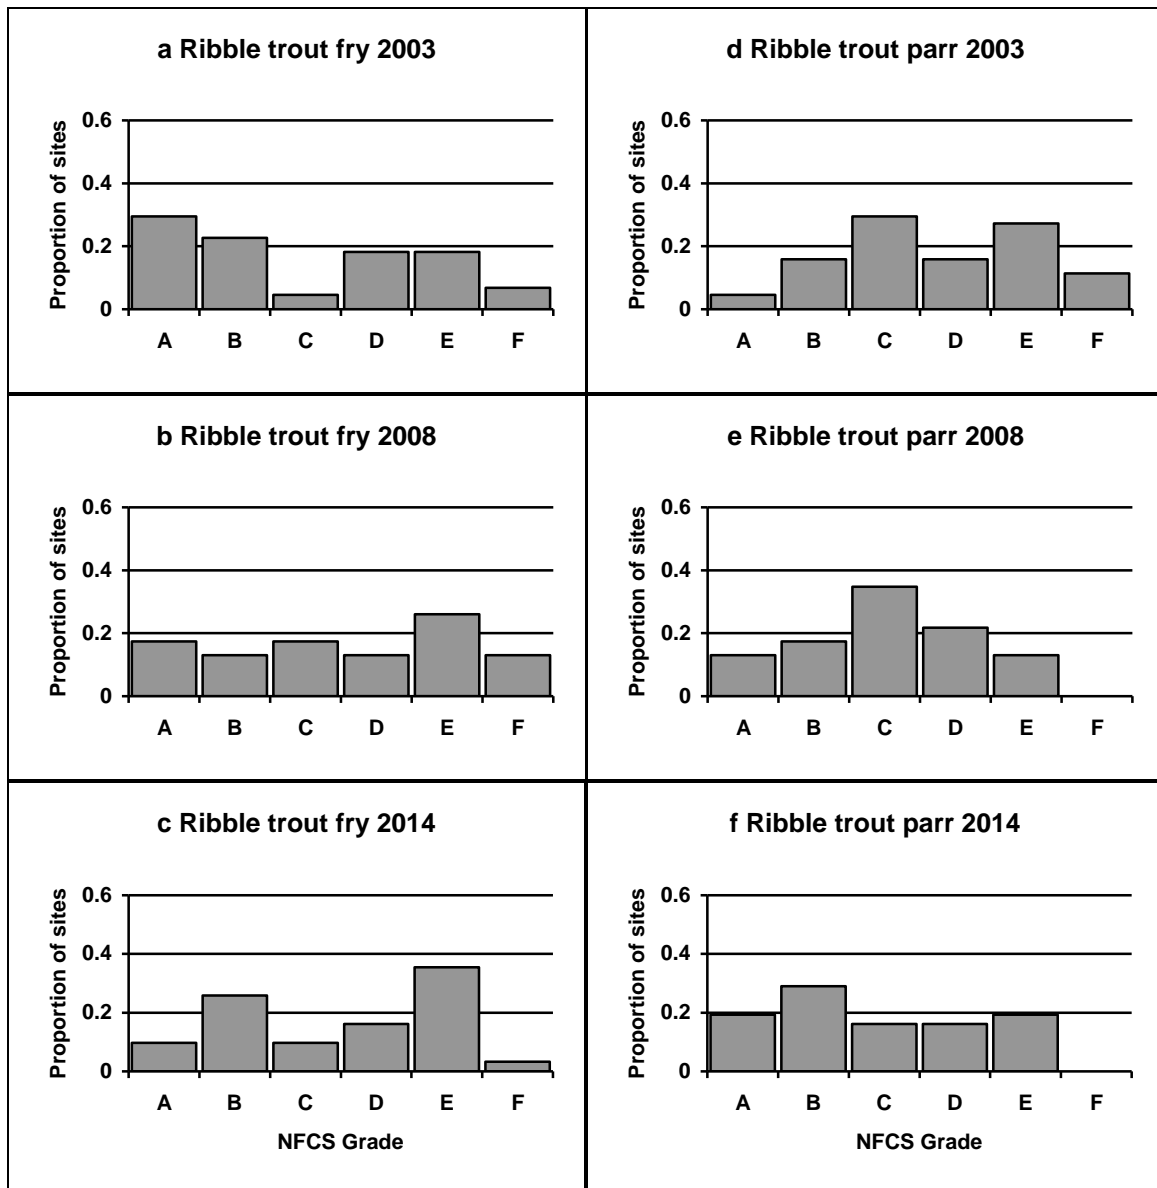 a Ribble trout fry 2003
Proportion of sites
0.6
0.4
0.2
0
A B C D E F
d Ribble trout parr 2003
Proportion of sites
0.6
0.4
0.2
0
A B C D E F
b Ribble trout fry 2008
Proportion of sites
0.6
0.4
0.2
0
A B C D E F
e Ribble trout parr 2008
Proportion of sites
0.6
0.4
0.2
0
A B C D E F
c Ribble trout fry 2014
Proportion of sites
0.6
0.4
0.2
0
A B C D E F
NFCS Grade
f Ribble trout parr 2014
Proportion of sites
0.6
0.4
0.2
0
A B C D E F
NFCS Grade